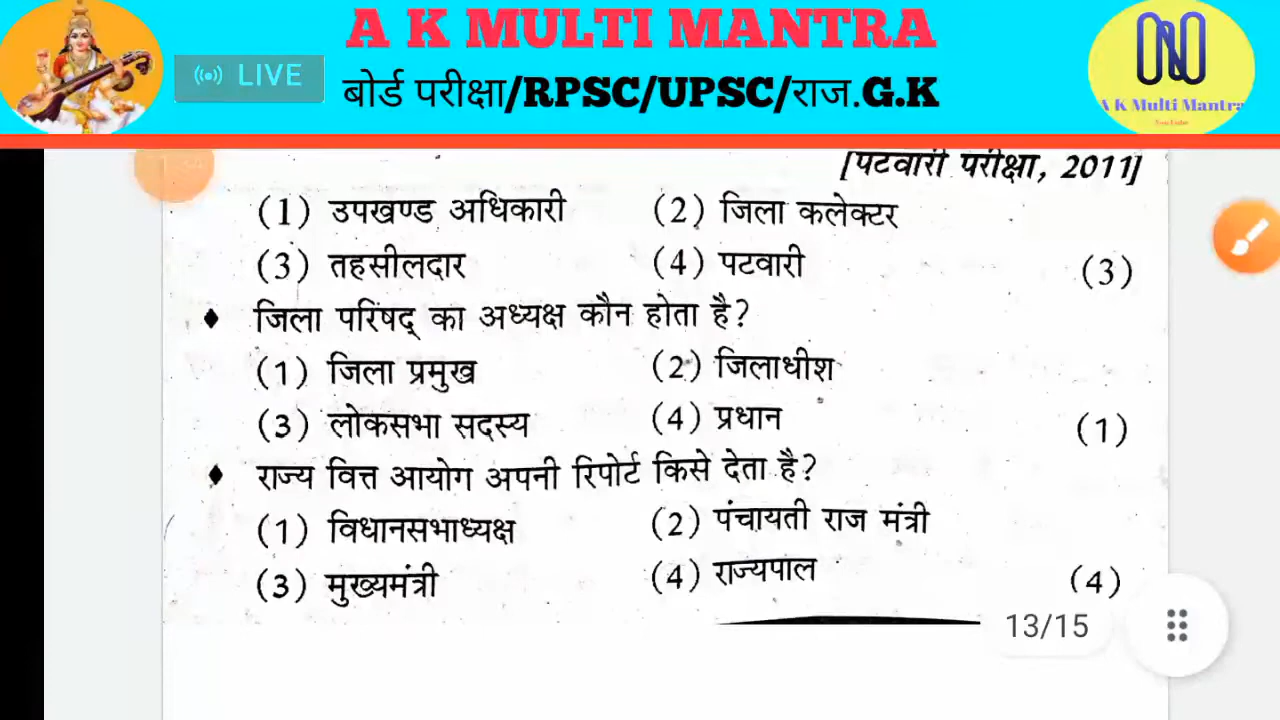 A K MULTI MANTRA
LIVE
बोर्ड परीक्षा/RPSC/UPSC/राज.G.K
A K Multi Mantra
[पटवारी परीक्षा, 2011]
(1) उपखण्ड अधिकारी (2) जिला कलेक्टर
(3) तहसीलदार (4) पटवारी (3)
♦ जिला परिषद् का अध्यक्ष कौन होता है?
(1) जिला प्रमुख (2) जिलाधीश
(3) लोकसभा सदस्य (4) प्रधान (1)
♦ राज्य वित्त आयोग अपनी रिपोर्ट किसे देता है?
(1) विधानसभाध्यक्ष (2) पंचायती राज मंत्री
(3) मुख्यमंत्री (4) राज्यपाल (4)
13/15